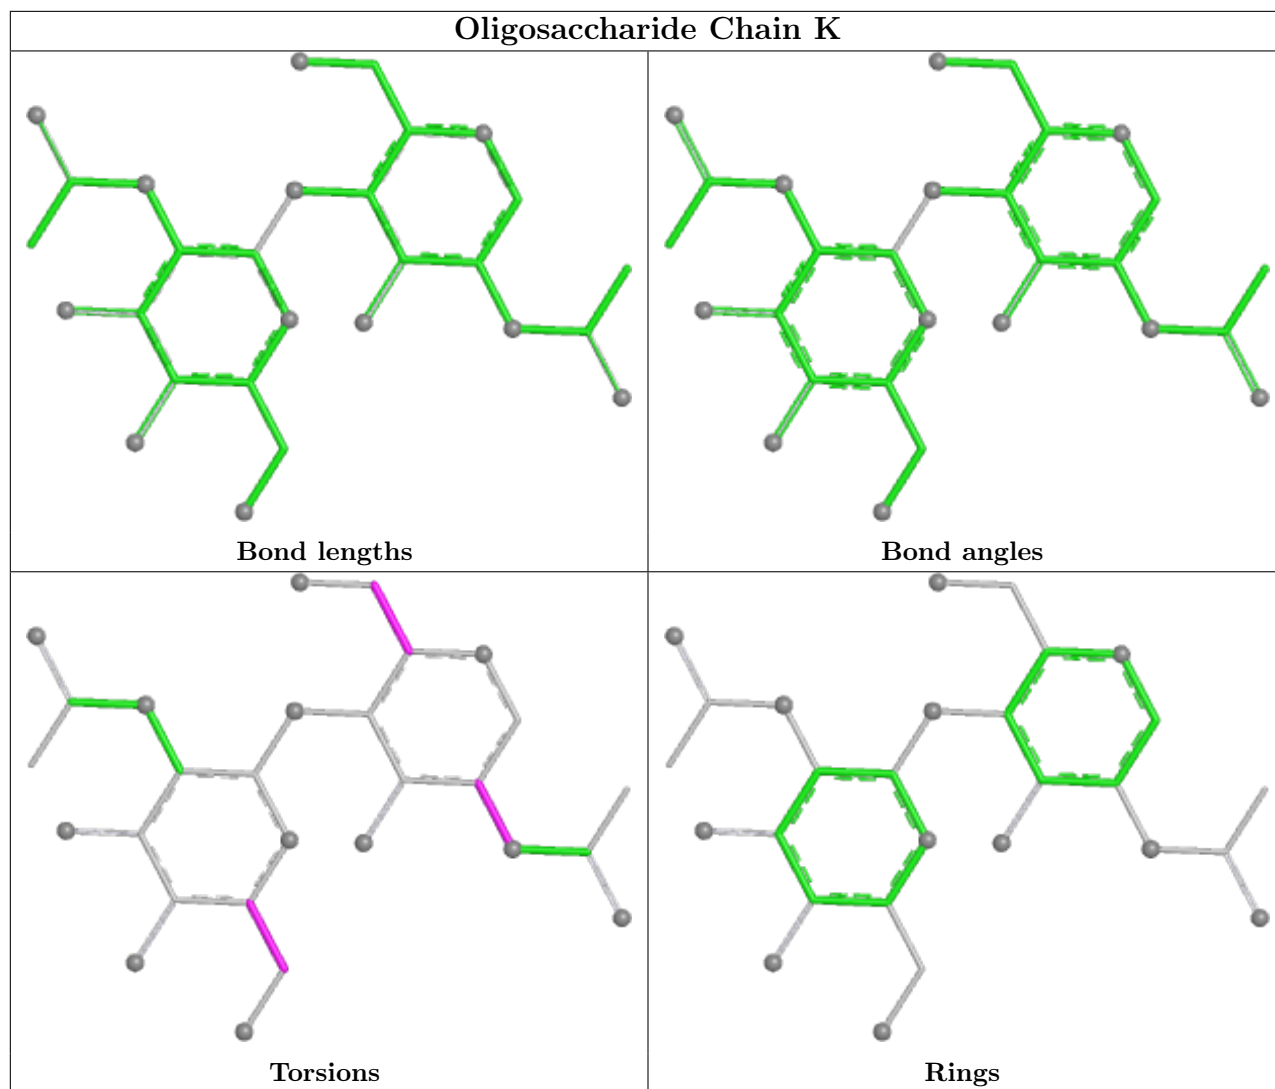 Oligosaccharide Chain K
Bond lengths
Bond angles
Torsions
Rings